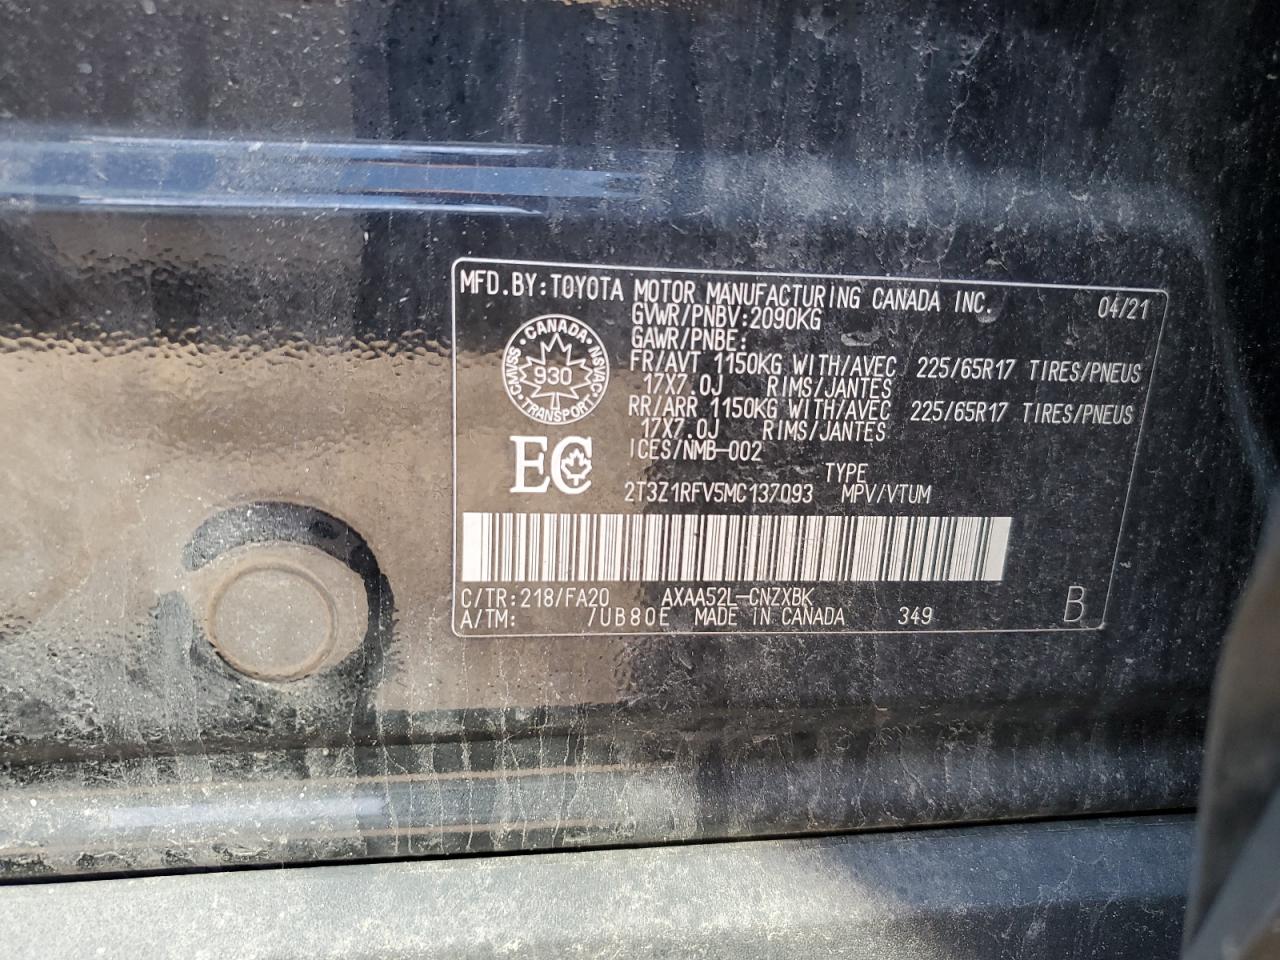 MFD.BY:TOYOTA MOTOR MANUFACTURING CANADA INC. 04/21
GVWR/PNBV:2090KG
GAWR/PNBE:
FR/AVT 1150KG WITH/AVEC 225/65R17 TIRES/PNEUS
17X7.0J RIMS/JANTES
RR/ARR 1150KG WITH/AVEC 225/65R17 TIRES/PNEUS
17X7.0J RIMS/JANTES
ICES/NMB-002
TYPE
2T3Z1RFV5MC137093 MPV/VTUM
CANADA
CMVSS 930 NSVAC
TRANSPORT
EC
C/TR:218/FA20 AXAA52L-CNZXBK
A/TM: /UB80E MADE IN CANADA 349 B